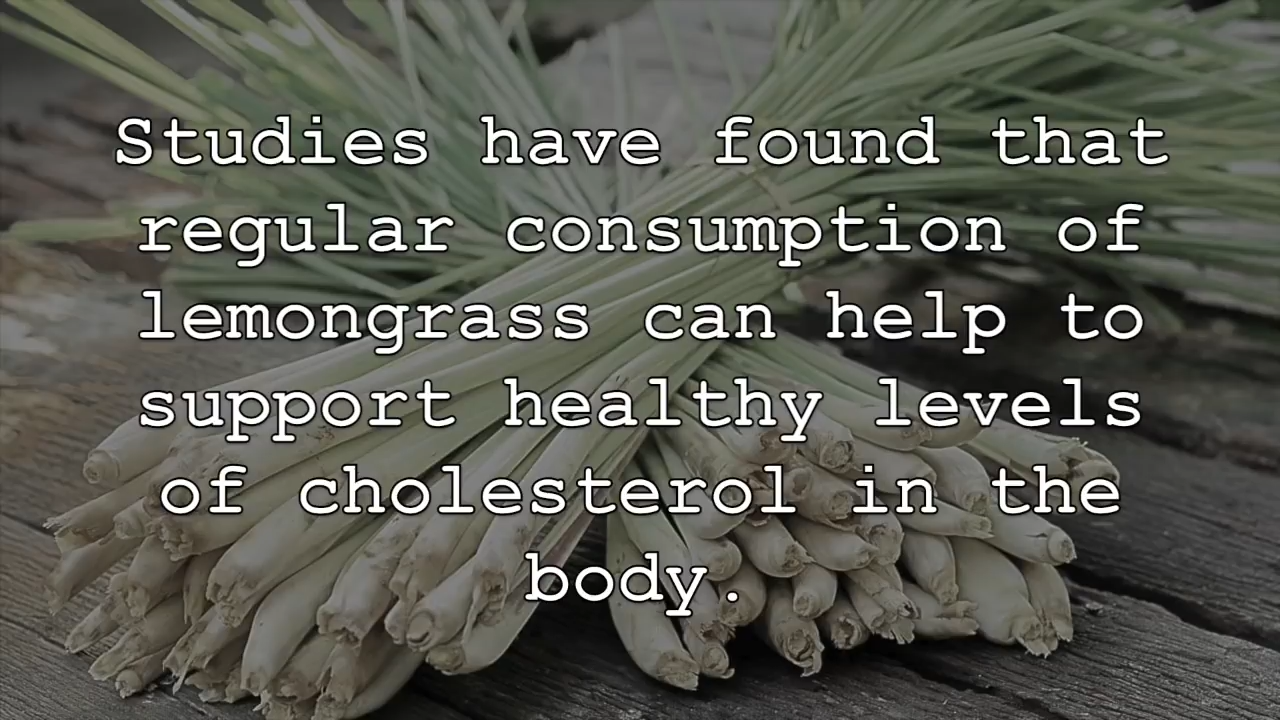 Studies have found that
regular consumption of
lemongrass can help to
support healthy levels
of cholesterol in the
body.